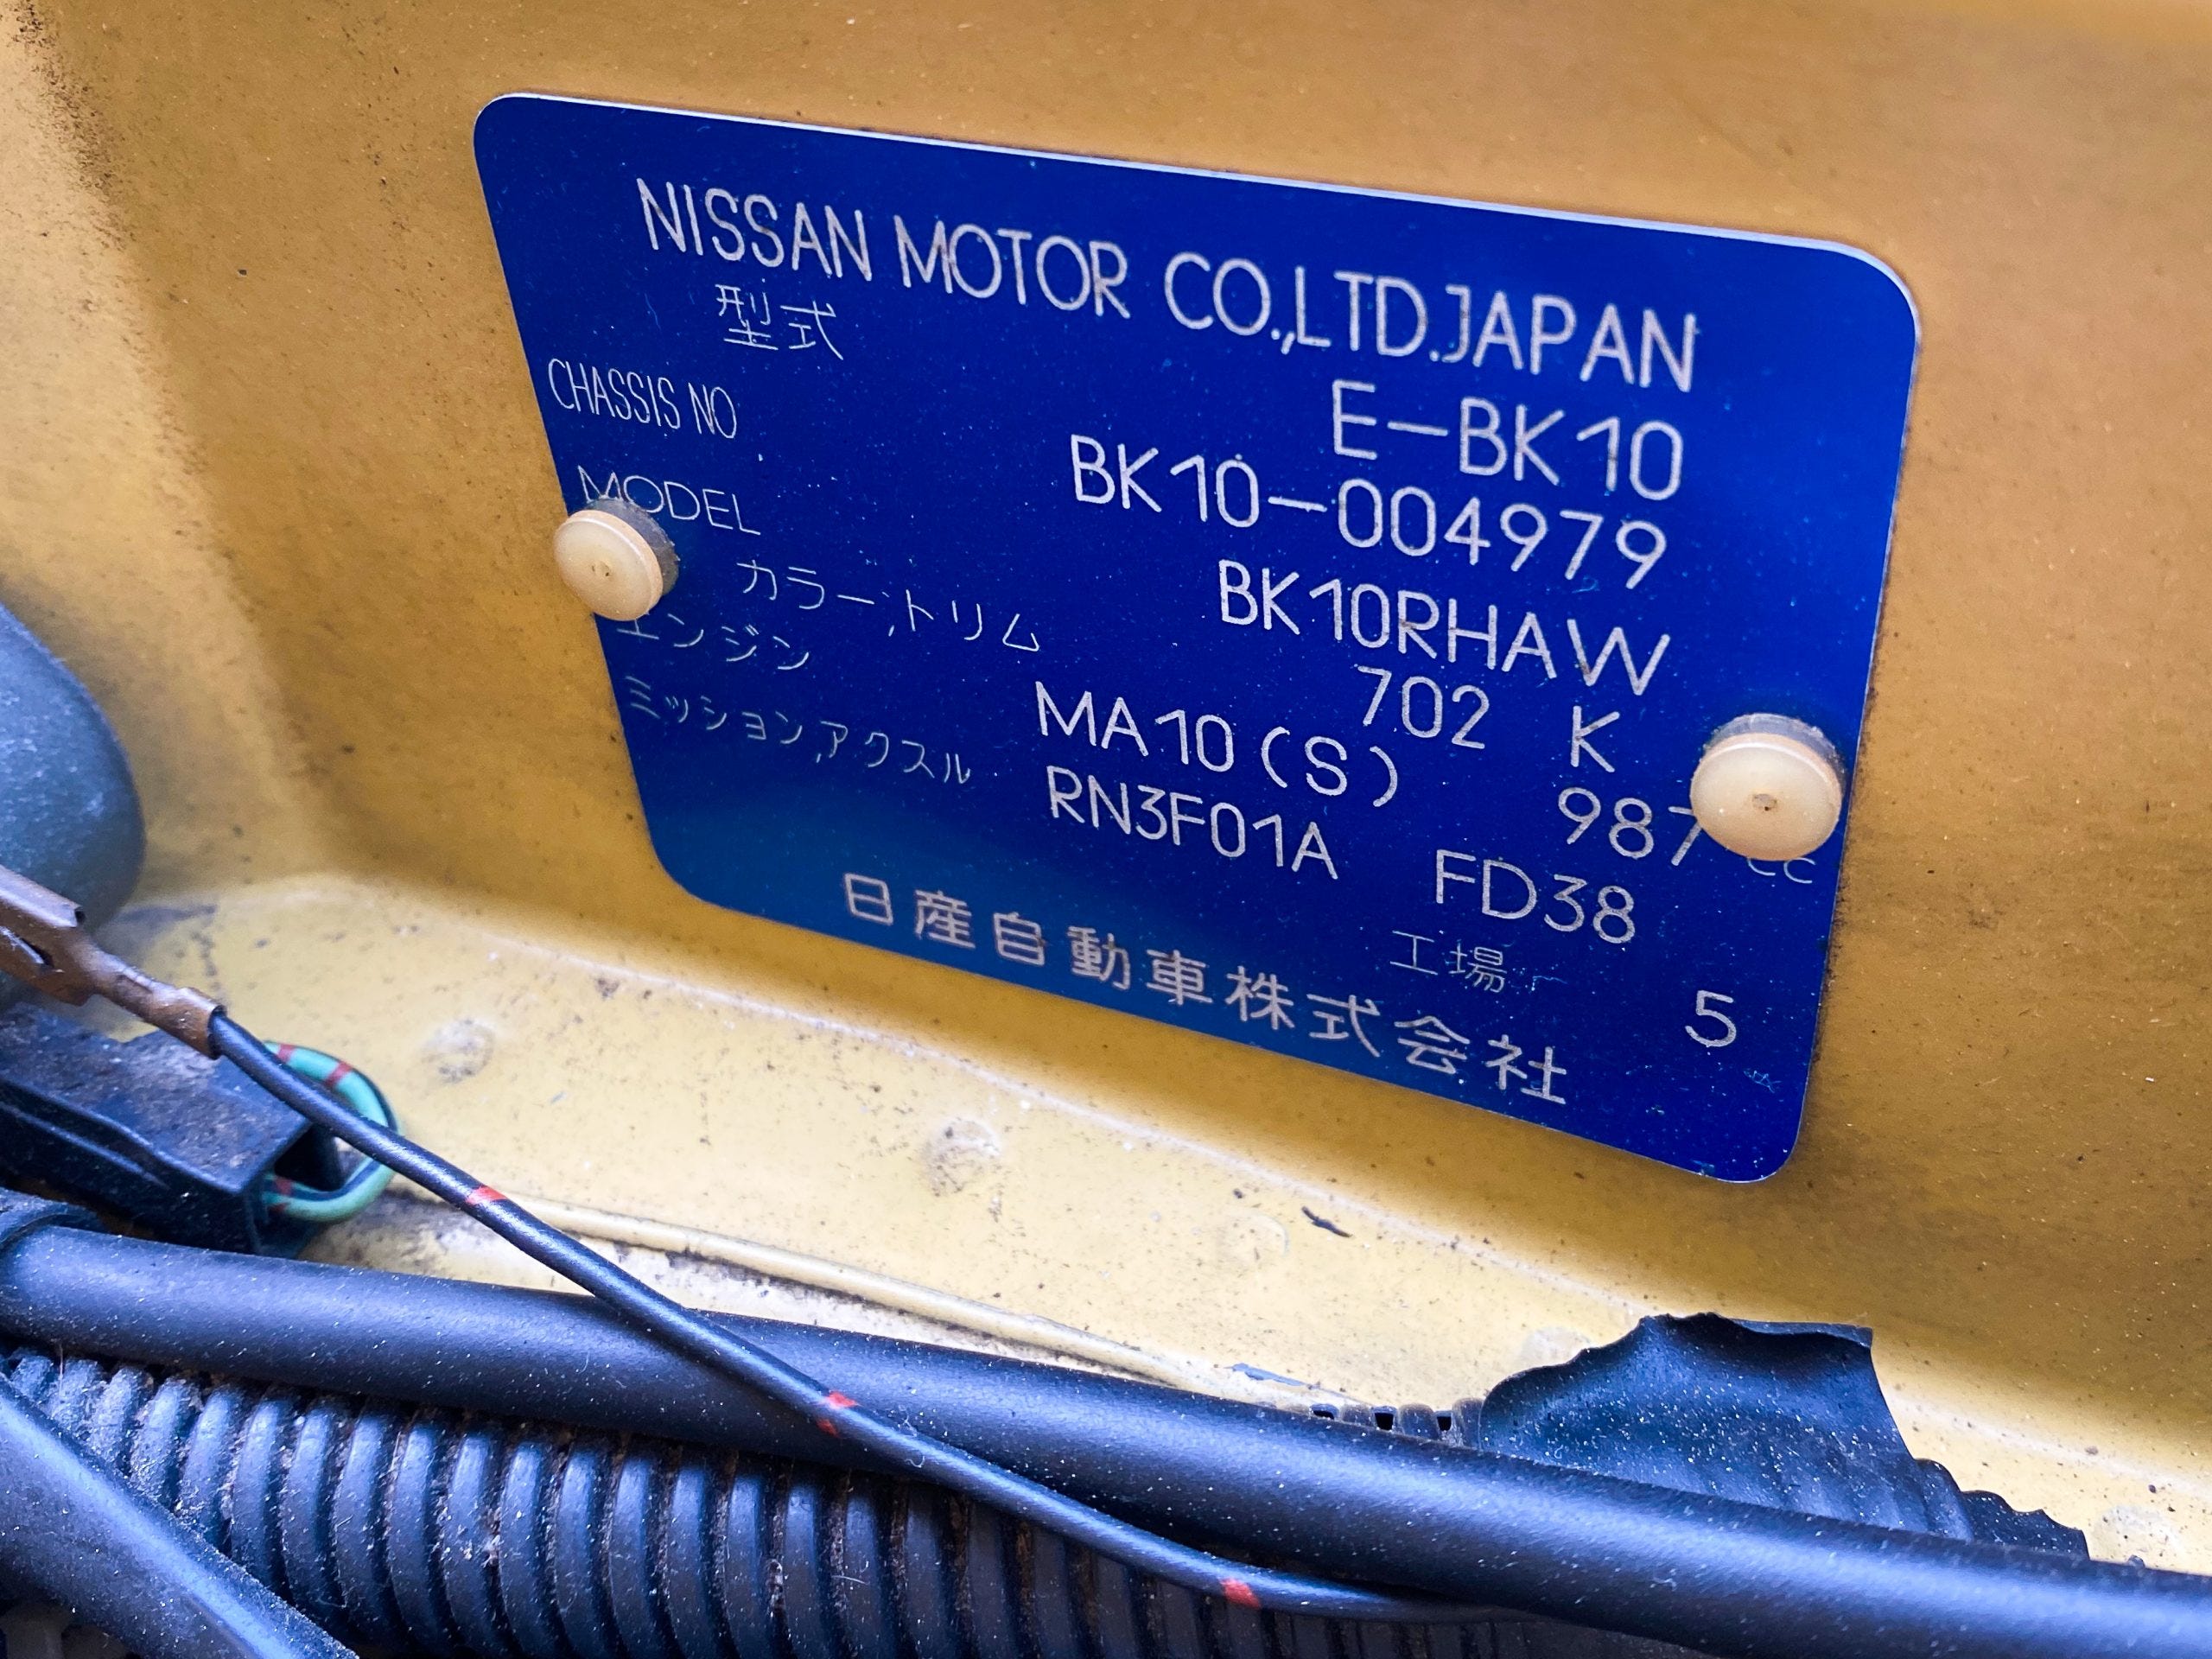 NISSAN MOTOR CO.,LTD.JAPAN
型式 E-BK10
CHASSIS NO BK10-004979
MODEL BK10RHAW
カラー,トリム 702 K
エンジン MA10(S) 987 cc
ミッション,アクスル RN3F01A FD38
工場 5
日産自動車株式会社